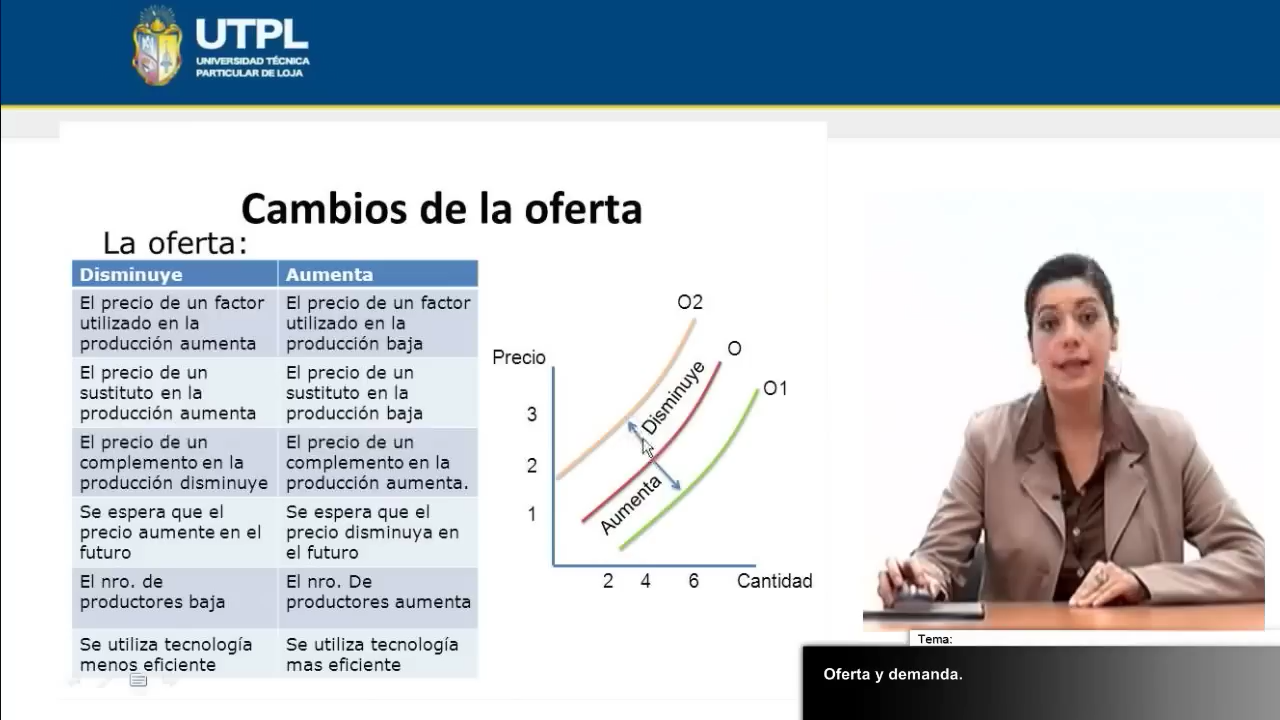 UTPL
UNIVERSIDAD TÉCNICA
PARTICULAR DE LOJA
Cambios de la oferta
La oferta:
Disminuye
Aumenta
El precio de un factor
utilizado en la
producción aumenta
El precio de un factor
utilizado en la
producción baja
El precio de un
sustituto en la
producción aumenta
El precio de un
sustituto en la
producción baja
El precio de un
complemento en la
producción disminuye
El precio de un
complemento en la
producción aumenta.
Se espera que el
precio aumente en el
futuro
Se espera que el
precio disminuya en
el futuro
El nro. de
productores baja
El nro. De
productores aumenta
Se utiliza tecnología
menos eficiente
Se utiliza tecnología
mas eficiente
O2
O
O1
Precio
Disminuye
Aumenta
3
2
1
2 4 6 Cantidad
Tema:
Oferta y demanda.